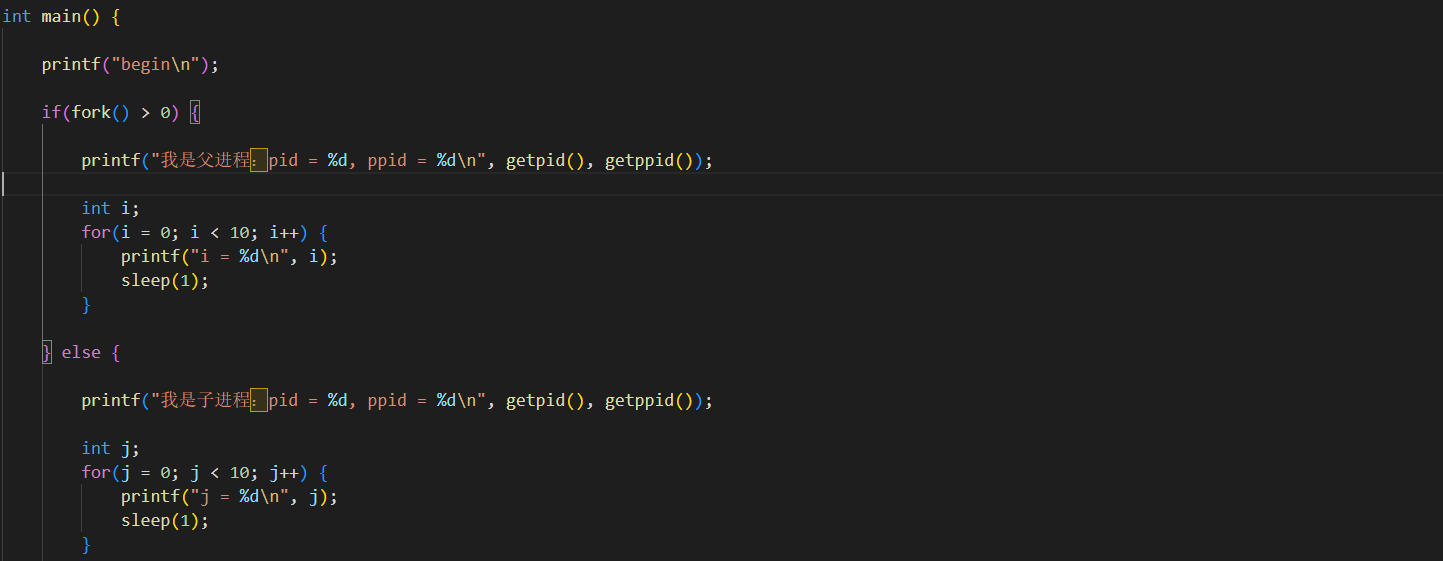 int main() {
printf("begin\n");
if(fork() > 0) {
printf("我是父进程：pid = %d, ppid = %d\n", getpid(), getppid());
int i;
for(i = 0; i < 10; i++) {
printf("i = %d\n", i);
sleep(1);
}
} else {
printf("我是子进程：pid = %d, ppid = %d\n", getpid(), getppid());
int j;
for(j = 0; j < 10; j++) {
printf("j = %d\n", j);
sleep(1);
}